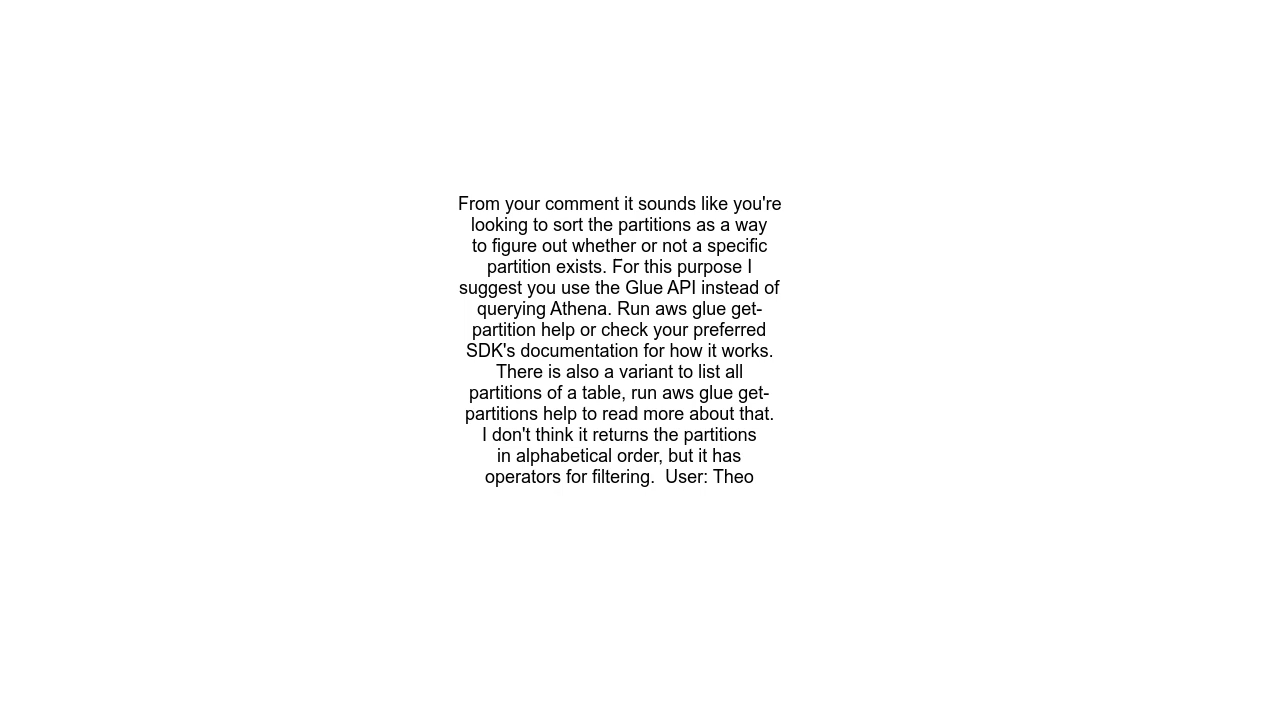 From your comment it sounds like you're
looking to sort the partitions as a way
to figure out whether or not a specific
partition exists. For this purpose I
suggest you use the Glue API instead of
querying Athena. Run aws glue get-
partition help or check your preferred
SDK's documentation for how it works.
There is also a variant to list all
partitions of a table, run aws glue get-
partitions help to read more about that.
I don't think it returns the partitions
in alphabetical order, but it has
operators for filtering.  User: Theo